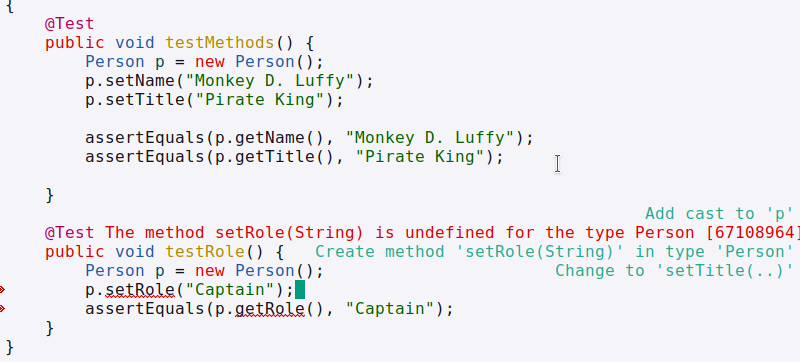 {
    @Test
    public void testMethods() {
        Person p = new Person();
        p.setName("Monkey D. Luffy");
        p.setTitle("Pirate King");

        assertEquals(p.getName(), "Monkey D. Luffy");
        assertEquals(p.getTitle(), "Pirate King");

    }
Add cast to 'p'
    @Test The method setRole(String) is undefined for the type Person [67108964]
    public void testRole() {   Create method 'setRole(String)' in type 'Person'
        Person p = new Person();   Change to 'setTitle(..)'
        p.setRole("Captain");
        assertEquals(p.getRole(), "Captain");
    }
}